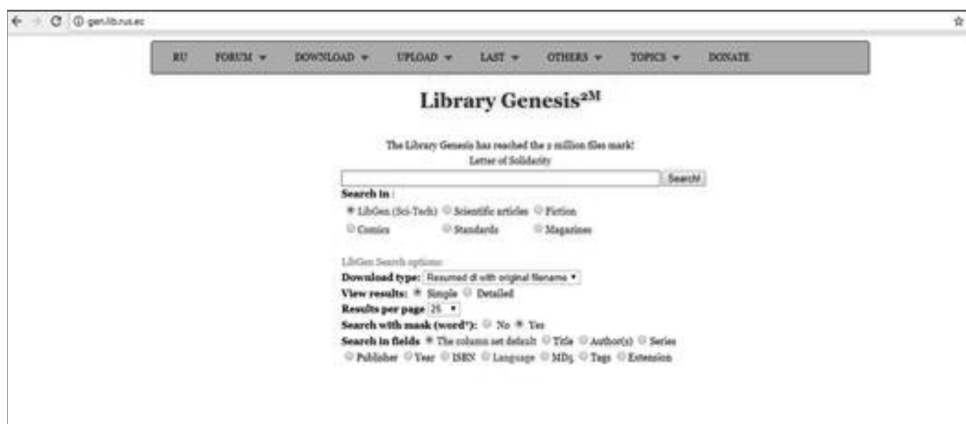 gen.lib.rus.ec
RU FORUM DOWNLOAD UPLOAD LAST OTHERS TOPICS DONATE
Library Genesis2M
The Library Genesis has reached the 2 million files mark!
Letter of Solidarity
Search!
Search in :
LibGen (Sci-Tech) Scientific articles Fiction
Comics Standards Magazines
LibGen Search options:
Download type: Resumed dl with original filename
View results: Simple Detailed
Results per page 25
Search with mask (word*): No Yes
Search in fields The column set default Title Author(s) Series
Publisher Year ISBN Language MD5 Tags Extension